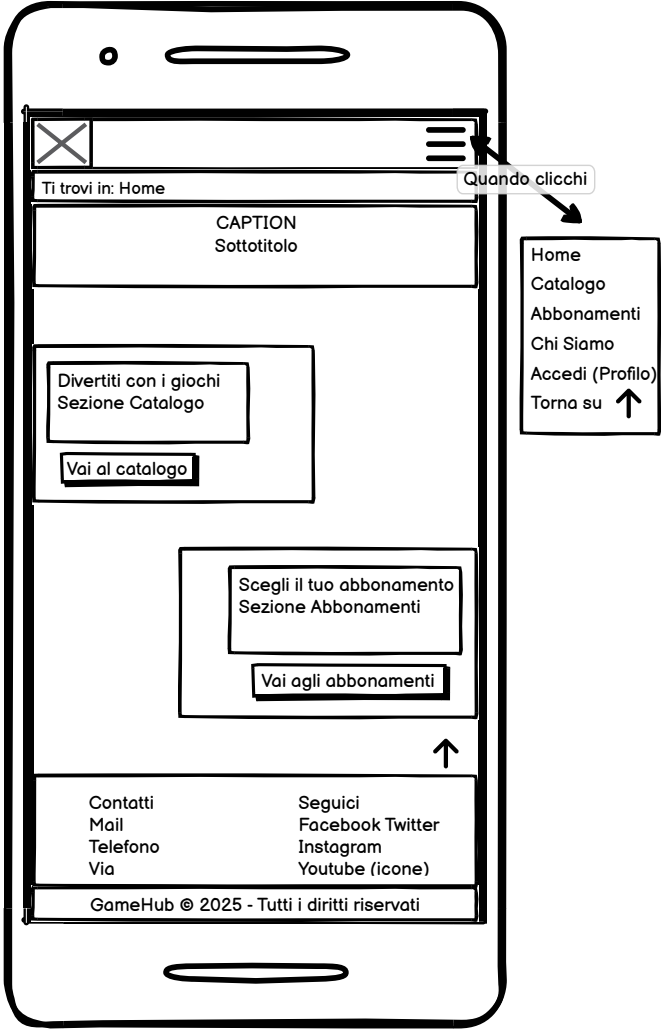 Quando clicchi
Ti trovi in: Home
CAPTION
Sottotitolo
Home
Catalogo
Abbonamenti
Chi Siamo
Accedi (Profilo)
Torna su
Divertiti con i giochi
Sezione Catalogo
Vai al catalogo
Scegli il tuo abbonamento
Sezione Abbonamenti
Vai agli abbonamenti
Contatti
Mail
Telefono
Via
Seguici
Facebook Twitter
Instagram
Youtube (icone)
GameHub © 2025 - Tutti i diritti riservati